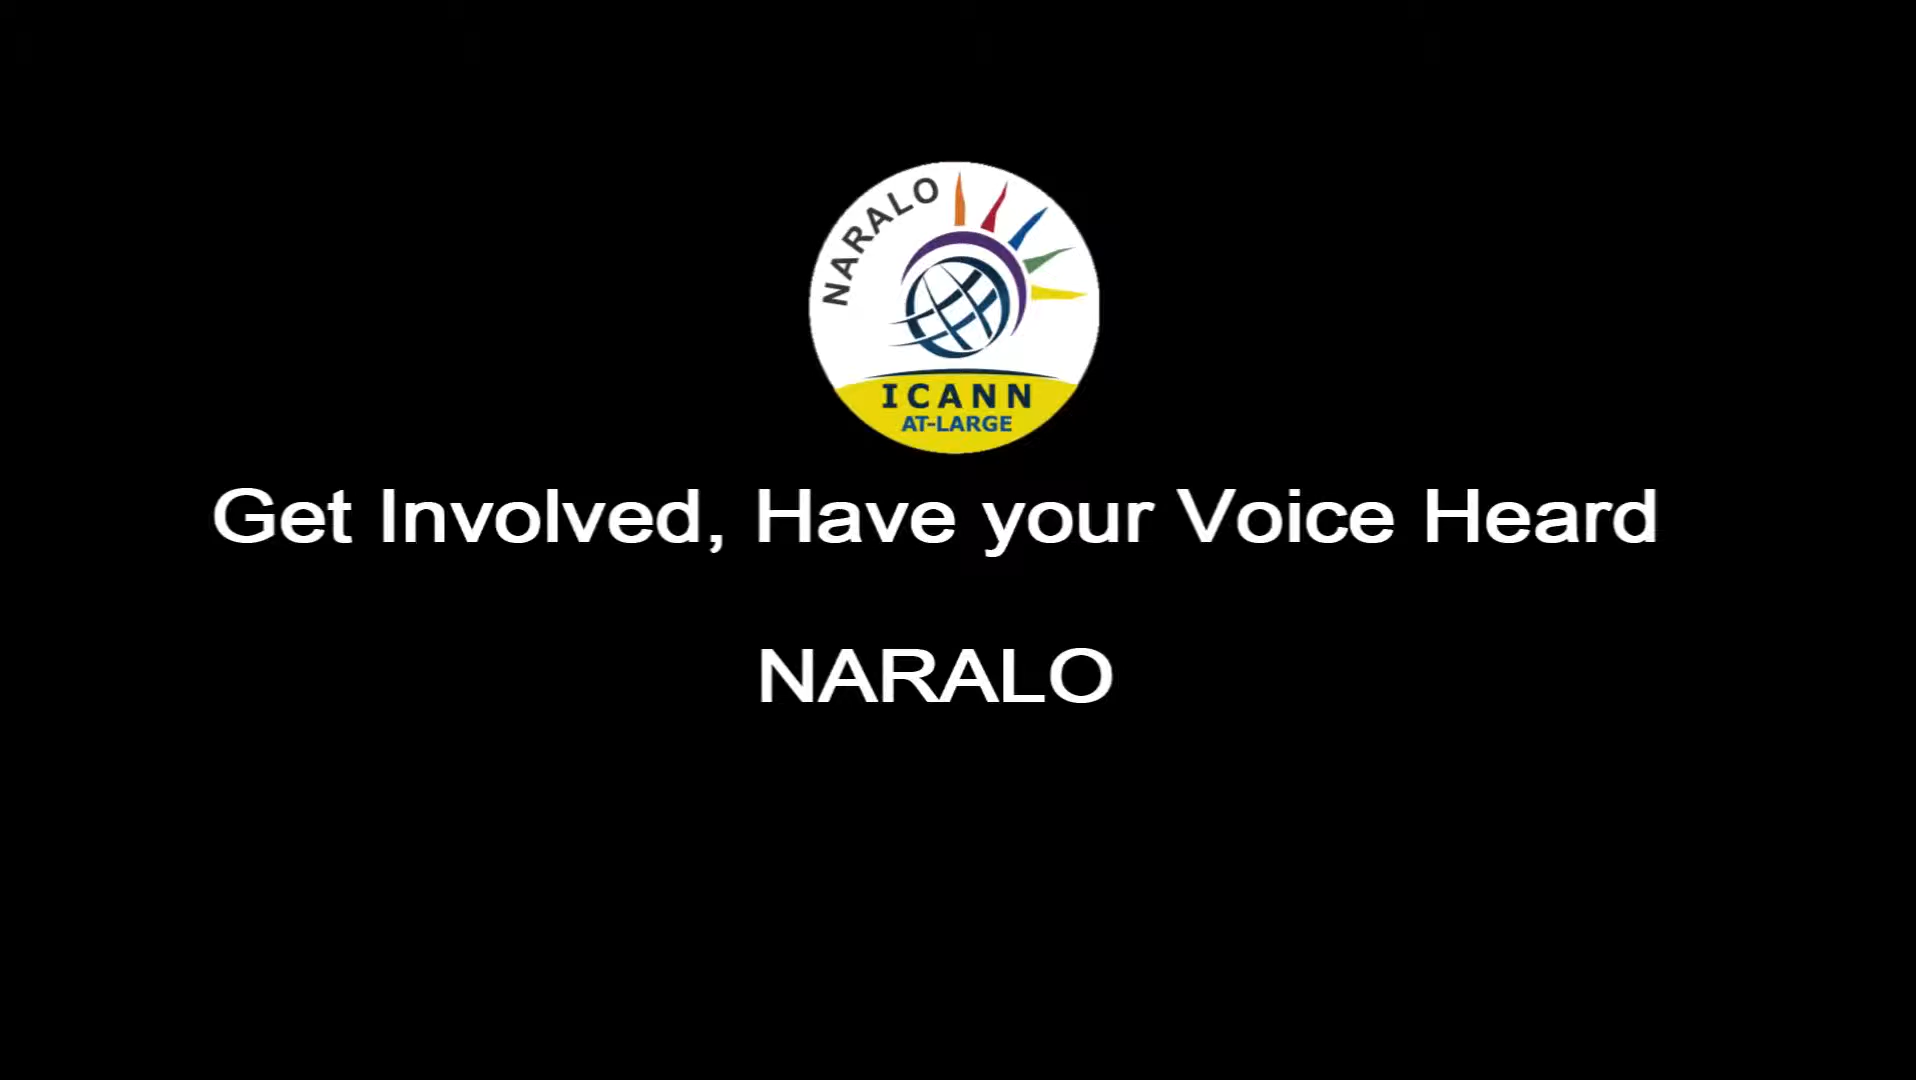 NARALO
ICANN
AT-LARGE
Get Involved, Have your Voice Heard
NARALO